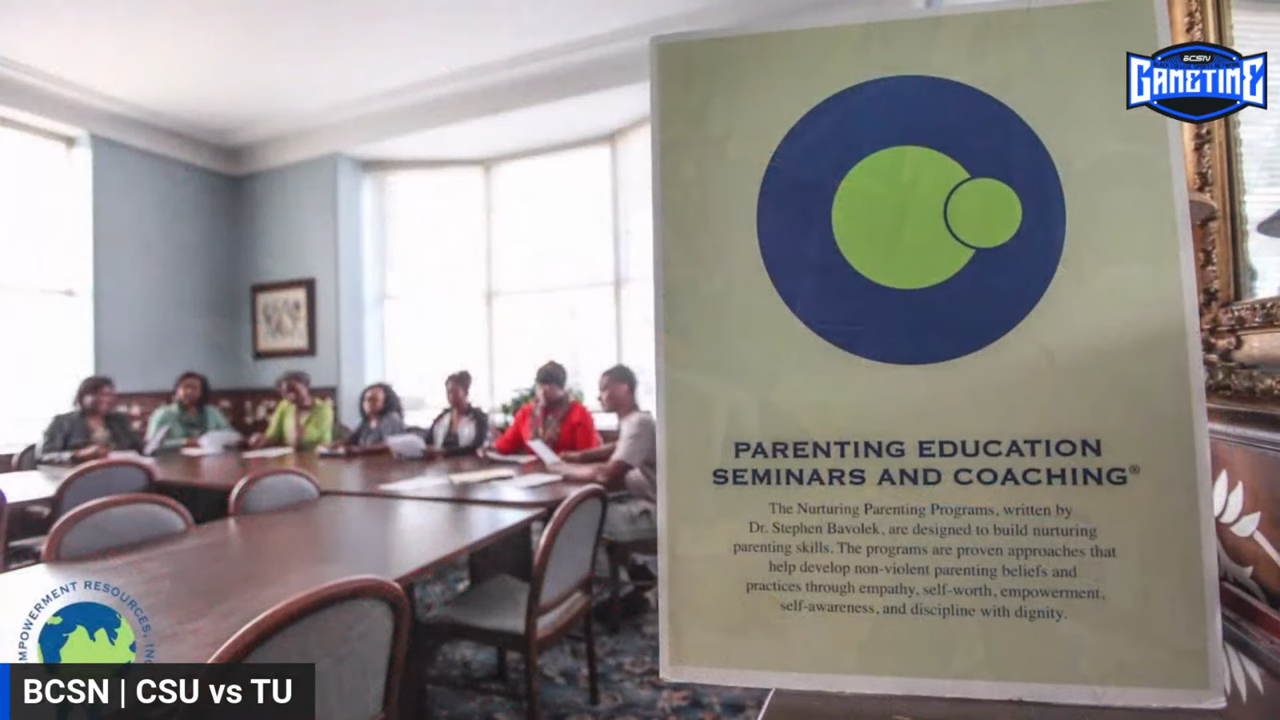 BCSN
GAMETIME
PARENTING EDUCATION
SEMINARS AND COACHING®
The Nurturing Parenting Programs, written by
Dr. Stephen Bavolek, are designed to build nurturing
parenting skills. The programs are proven approaches that
help develop non-violent parenting beliefs and
practices through empathy, self-worth, empowerment,
self-awareness, and discipline with dignity.
EMPOWERMENT RESOURCES, INC
BCSN | CSU vs TU